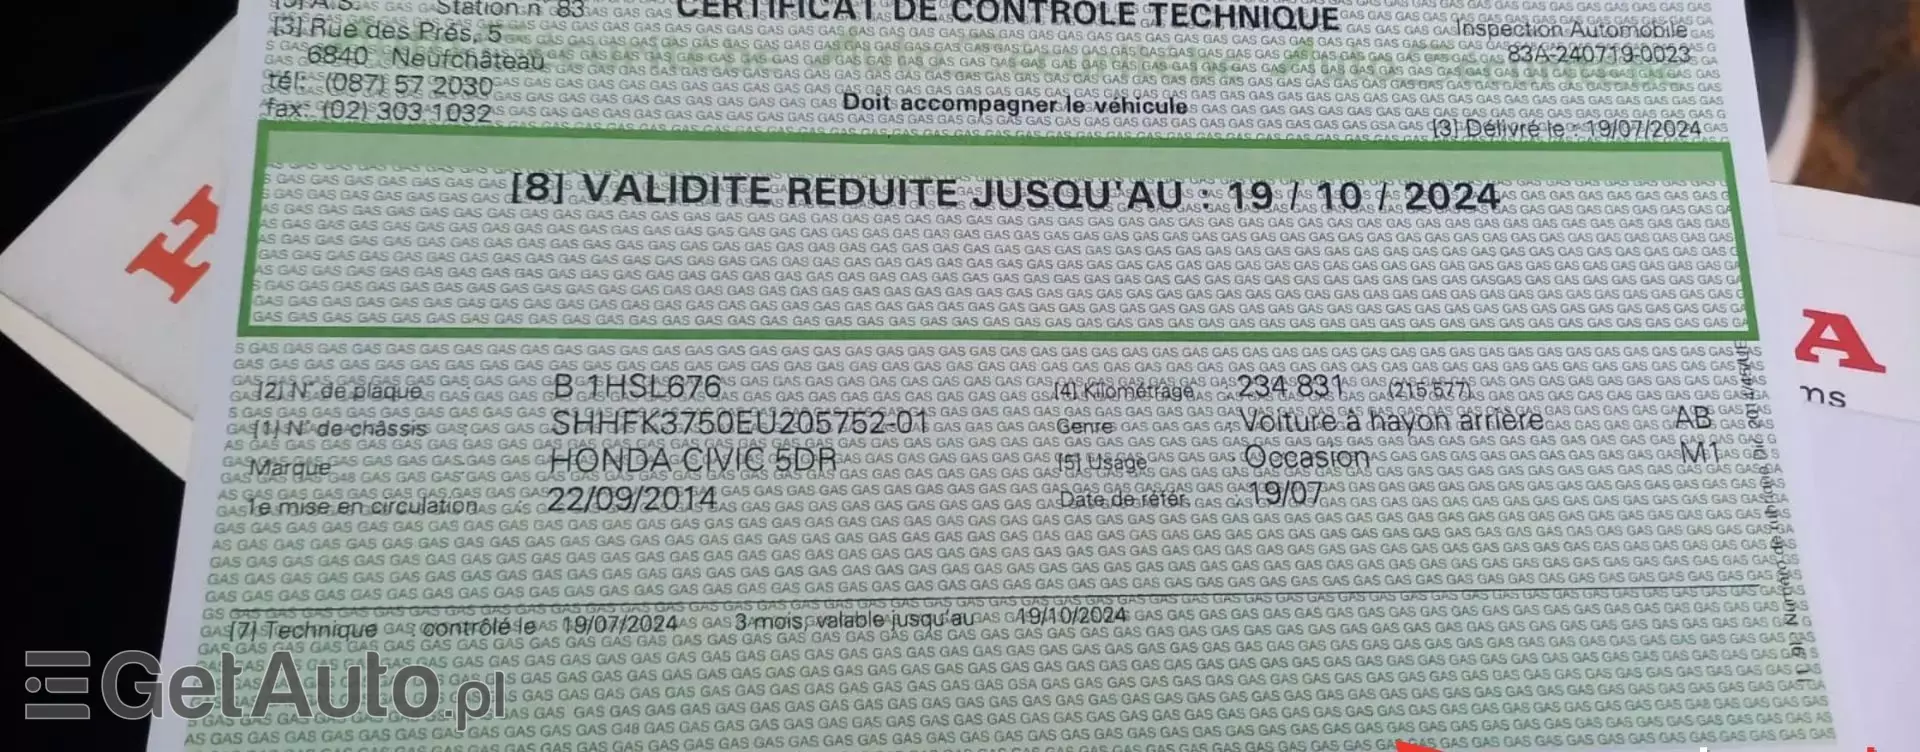 A.S. Station n° 83
CERTIFICAT DE CONTROLE TECHNIQUE
[3] Rue des Prés, 5
Inspection Automobile
6840 Neufchâteau
83A-240719-0023
tél: (087) 57 2030
Doit accompagner le véhicule
fax: (02) 303 1032
[3] Délivré le : 19/07/2024
[8] VALIDITE REDUITE JUSQU'AU : 19 / 10 / 2024
[2] N° de plaque : B 1HSL676
[4] Kilométrage : 234.831 (215.577)
[1] N° de châssis : SHHFK3750EU205752-01
Genre : Voiture à hayon arrière AB
Marque HONDA CIVIC 5DR
[5] Usage Occasion M1
1e mise en circulation : 22/09/2014
Date de référ. : 19/07
[7] Technique : contrôlé le 19/07/2024 3 mois, valable jusqu'au 19/10/2024
H
A
ms
GetAuto.pl